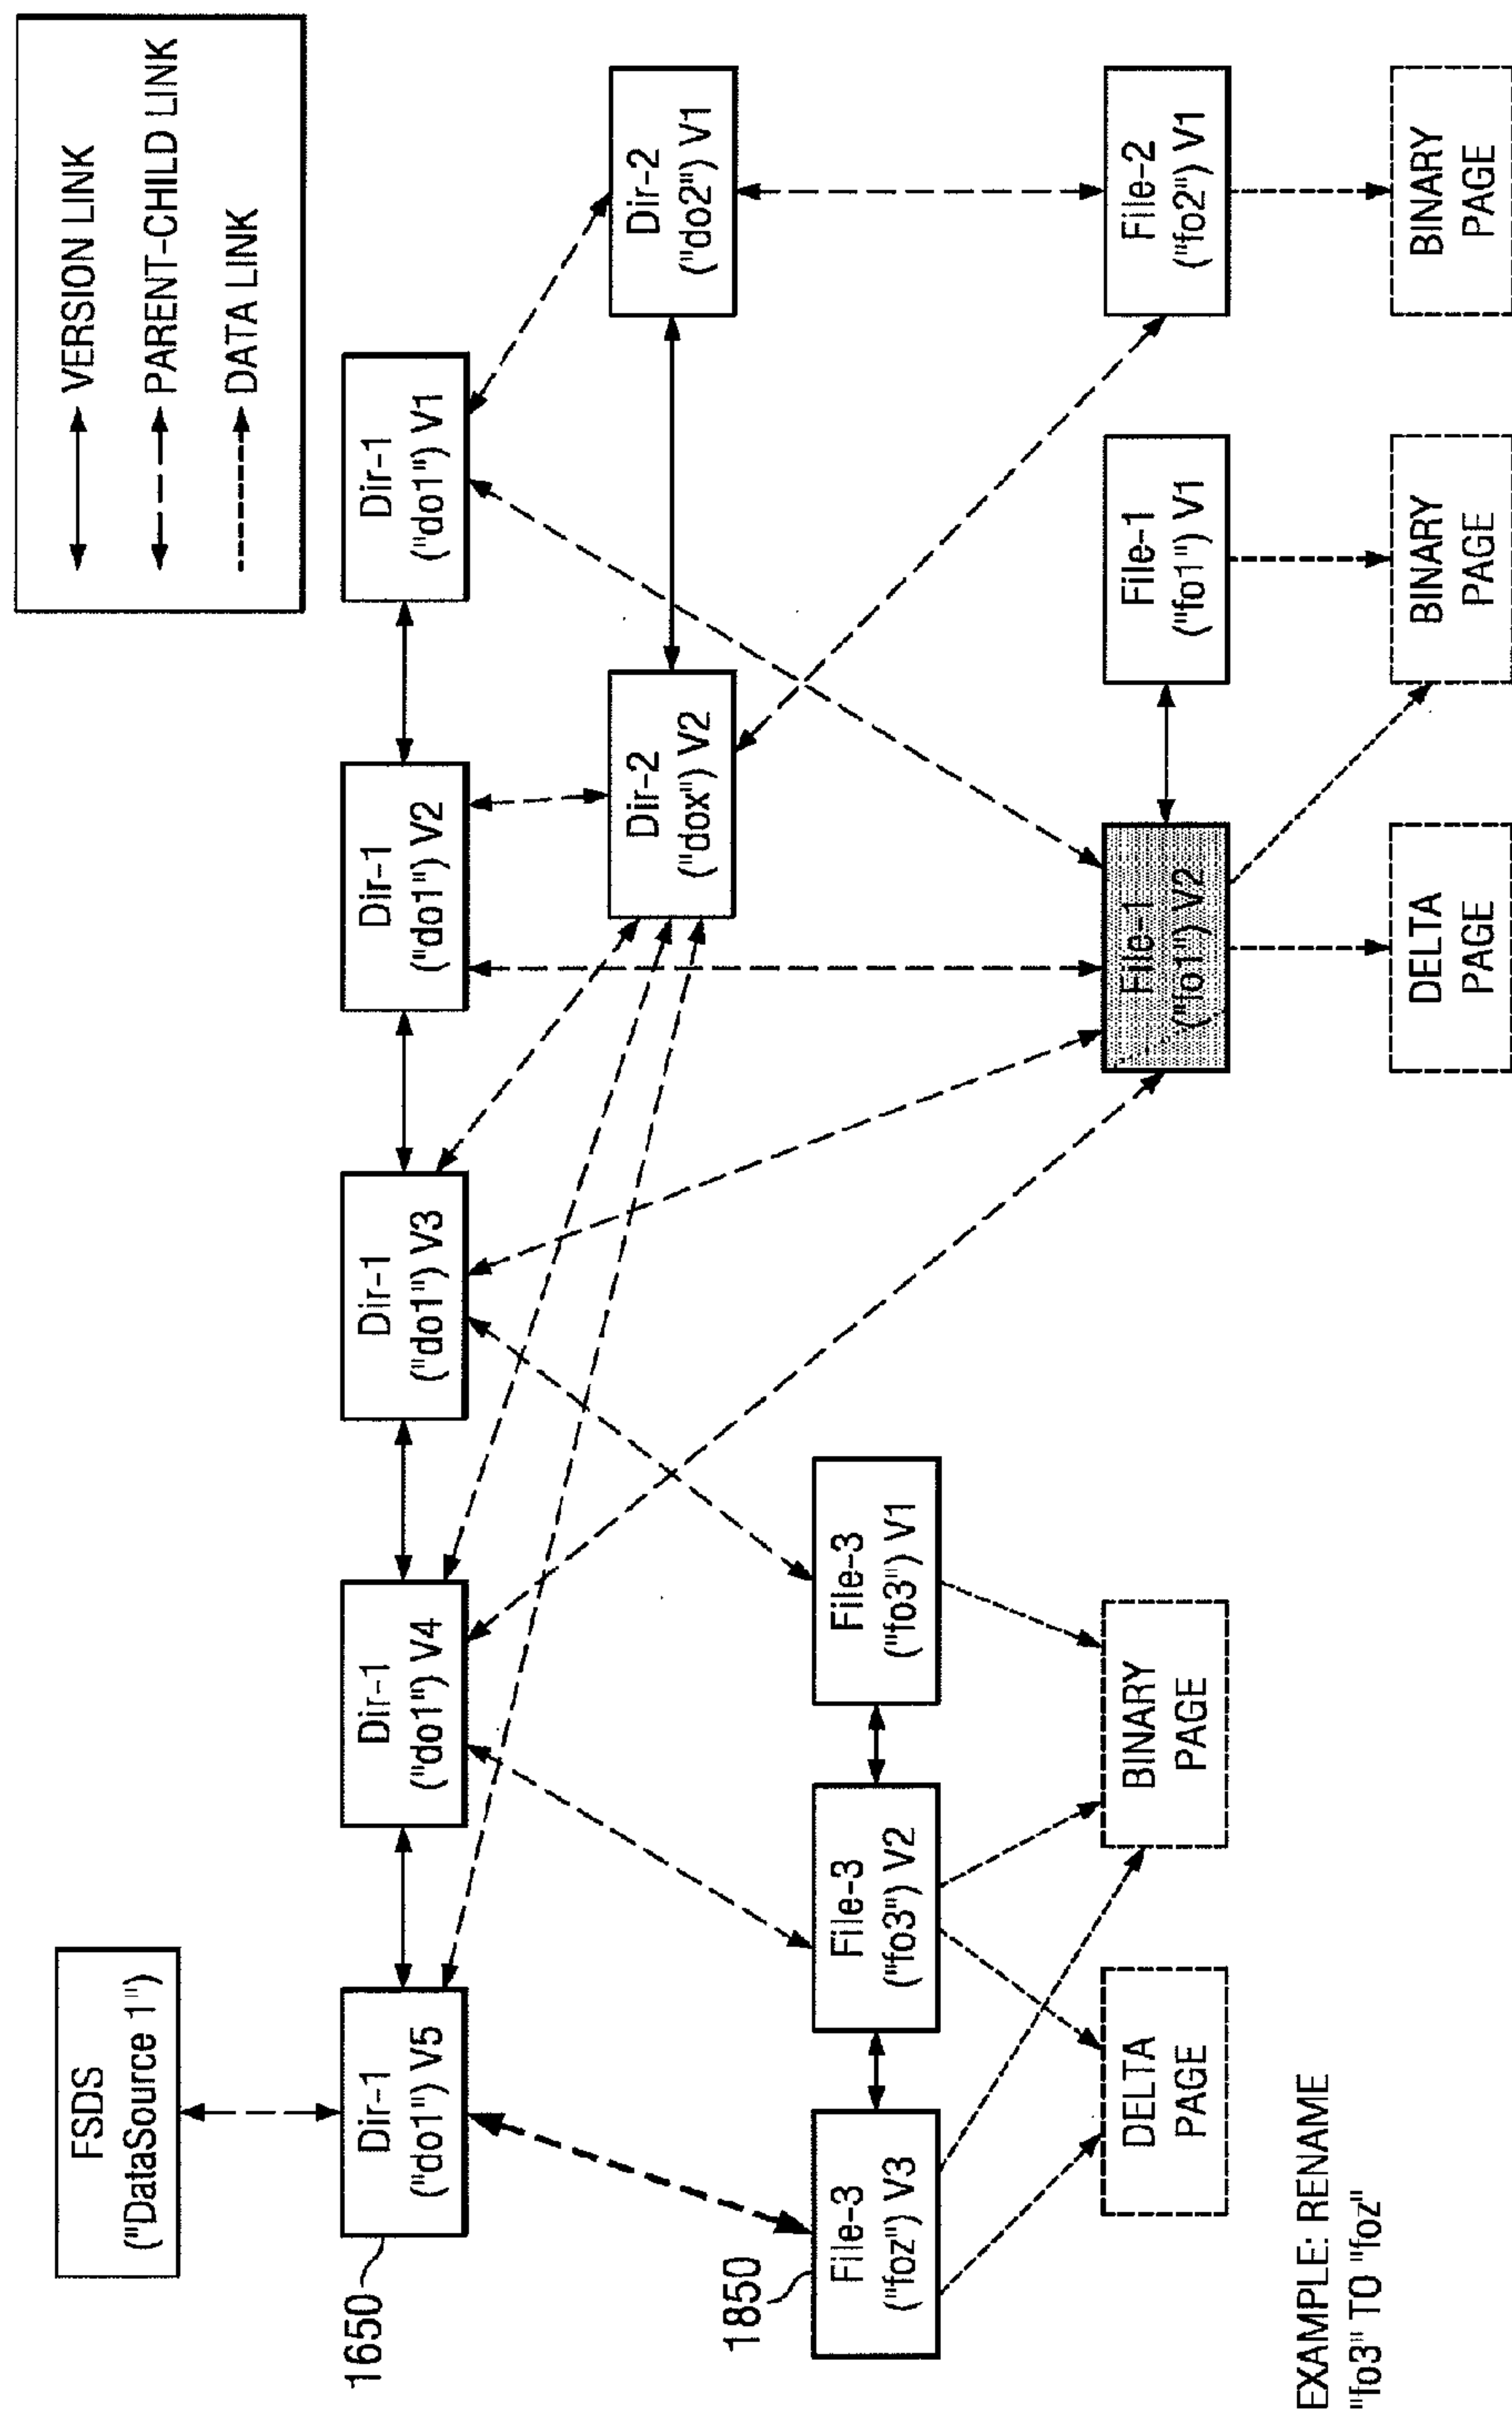 VERSION LINK
PARENT-CHILD LINK
DATA LINK
FSDS
("DataSource 1")
Dir-1
("do1") V5
Dir-1
("do1") V4
Dir-1
("do1") V3
Dir-1
("do1") V2
Dir-1
("do1") V1
1650
Dir-2
("dox") V2
Dir-2
("do2") V1
1850
File-3
("foz") V3
File-3
("fo3") V2
File-3
("fo3") V1
File-1
("fo1") V2
File-1
("fo1") V1
File-2
("fo2") V1
DELTA
PAGE
BINARY
PAGE
DELTA
PAGE
BINARY
PAGE
BINARY
PAGE
EXAMPLE: RENAME
"fo3" TO "foz"